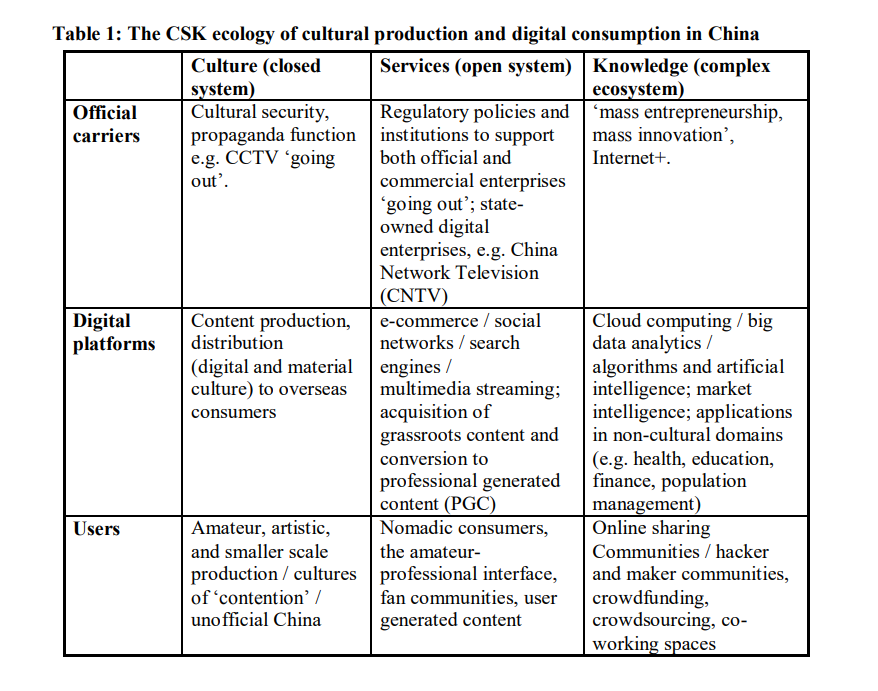 Table 1: The CSK ecology of cultural production and digital consumption in China
Culture (closed
system)
Services (open system)
Knowledge (complex
ecosystem)
Official
carriers
Cultural security,
propaganda function
e.g. CCTV ‘going
out’.
Regulatory policies and
institutions to support
both official and
commercial enterprises
‘going out’; state-
owned digital
enterprises, e.g. China
Network Television
(CNTV)
‘mass entrepreneurship,
mass innovation’,
Internet+.
Digital
platforms
Content production,
distribution
(digital and material
culture) to overseas
consumers
e-commerce / social
networks / search
engines /
multimedia streaming;
acquisition of
grassroots content and
conversion to
professional generated
content (PGC)
Cloud computing / big
data analytics /
algorithms and artificial
intelligence; market
intelligence; applications
in non-cultural domains
(e.g. health, education,
finance, population
management)
Users
Amateur, artistic,
and smaller scale
production / cultures
of ‘contention’ /
unofficial China
Nomadic consumers,
the amateur-
professional interface,
fan communities, user
generated content
Online sharing
Communities / hacker
and maker communities,
crowdfunding,
crowdsourcing, co-
working spaces